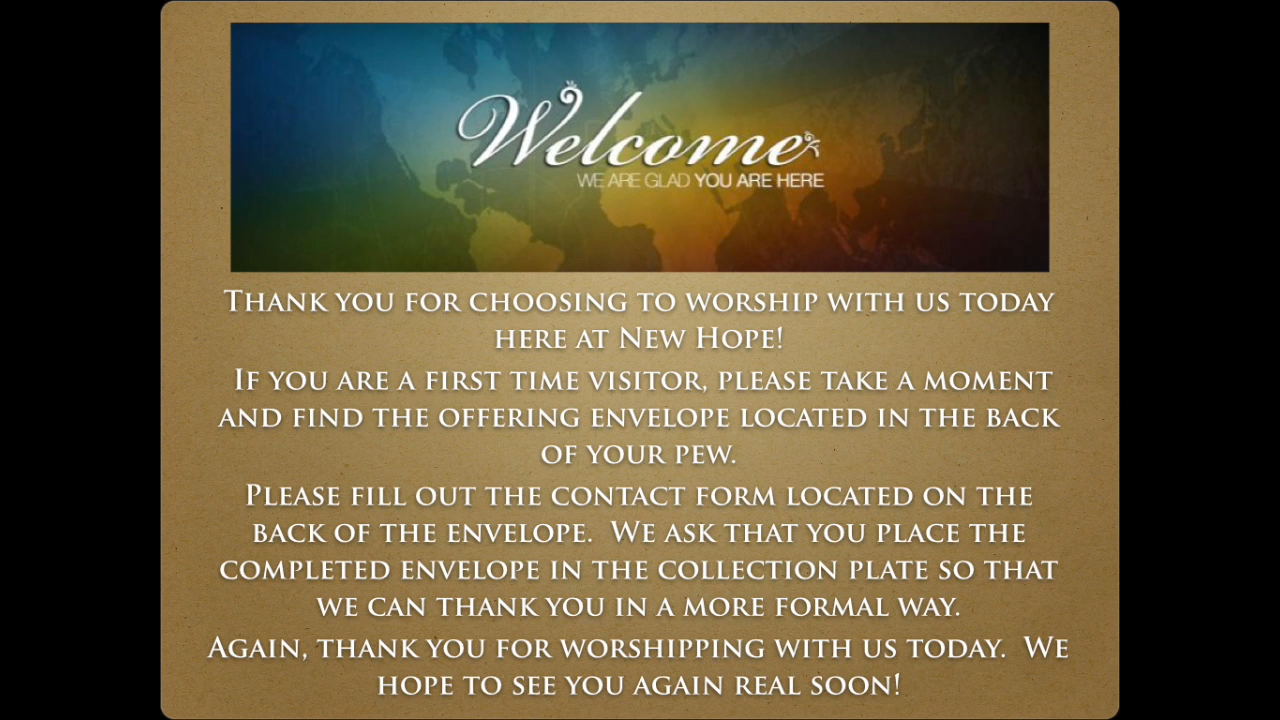 Welcome
WE ARE GLAD YOU ARE HERE
Thank you for choosing to worship with us today
here at New Hope!
If you are a first time visitor, please take a moment
and find the offering envelope located in the back
of your pew.
Please fill out the contact form located on the
back of the envelope.  We ask that you place the
completed envelope in the collection plate so that
we can thank you in a more formal way.
Again, thank you for worshipping with us today.  We
hope to see you again real soon!